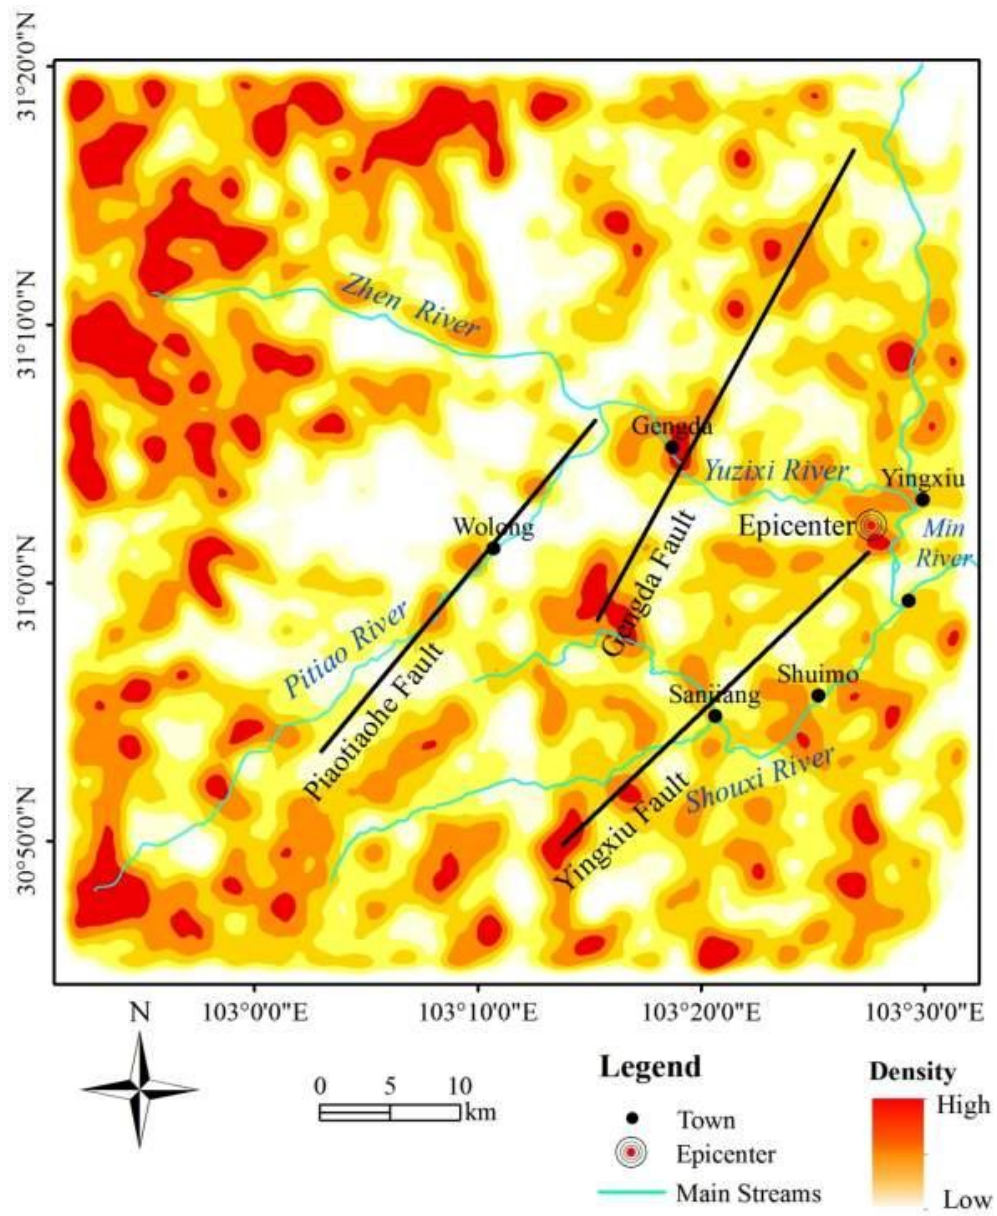 31°20'0"N
31°10'0"N
31°0'0"N
30°50'0"N
Zhen River
Gengda
Yuzixi River
Yingxiu
Wolong
Epicenter
Min
River
Gengda Fault
Pitiao River
Piaotiaohe Fault
Sanjiang
Shuimo
Shouxi River
Yingxiu Fault
103°0'0"E
103°10'0"E
103°20'0"E
103°30'0"E
N
0 5 10
km
Legend
Town
Epicenter
Main Streams
Density
High
Low